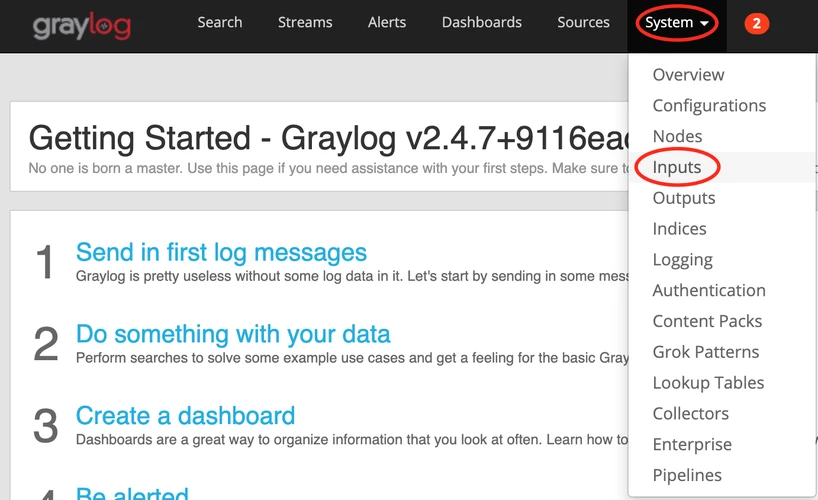 graylog
Search Streams Alerts Dashboards Sources System 2
Overview
Configurations
Nodes
Inputs
Outputs
Indices
Logging
Authentication
Content Packs
Grok Patterns
Lookup Tables
Collectors
Enterprise
Pipelines
Getting Started - Graylog v2.4.7+9116ead
No one is born a master. Use this page if you need assistance with your first steps. Make sure
1 Send in first log messages
Graylog is pretty useless without some log data in it. Let's start by sending in some
2 Do something with your data
Perform searches to solve some example use cases and get a feeling for the basic
3 Create a dashboard
Dashboards are a great way to organize information that you look at often. Learn how to
4 Be alerted